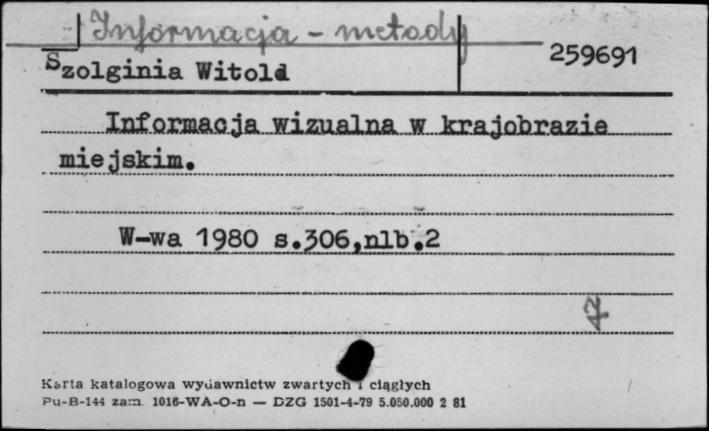 Informacja - metody
Szolginia Witold
259691
Informacja wizualna w krajobrazie
miejskim.
W-wa 1980 s.306,nlb.2
7
Karta katalogowa wydawnictw zwartych i ciągłych
Pu-B-144 zam. 1016-WA-O-n — DZG 1501-4-79 5.050.000 2 81